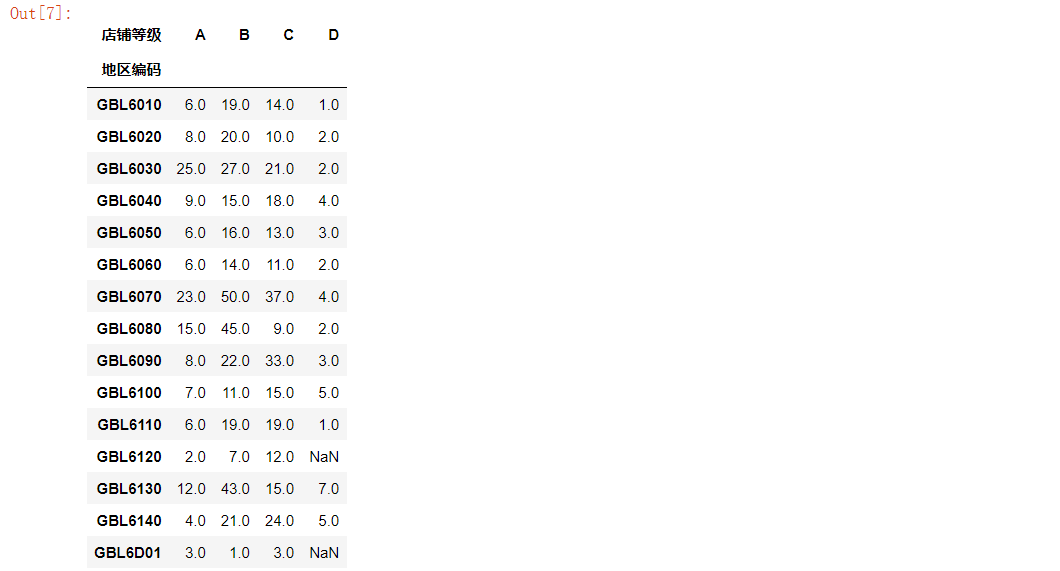 Out[7]:
店铺等级 A B C D
地区编码
GBL6010 6.0 19.0 14.0 1.0
GBL6020 8.0 20.0 10.0 2.0
GBL6030 25.0 27.0 21.0 2.0
GBL6040 9.0 15.0 18.0 4.0
GBL6050 6.0 16.0 13.0 3.0
GBL6060 6.0 14.0 11.0 2.0
GBL6070 23.0 50.0 37.0 4.0
GBL6080 15.0 45.0 9.0 2.0
GBL6090 8.0 22.0 33.0 3.0
GBL6100 7.0 11.0 15.0 5.0
GBL6110 6.0 19.0 19.0 1.0
GBL6120 2.0 7.0 12.0 NaN
GBL6130 12.0 43.0 15.0 7.0
GBL6140 4.0 21.0 24.0 5.0
GBL6D01 3.0 1.0 3.0 NaN